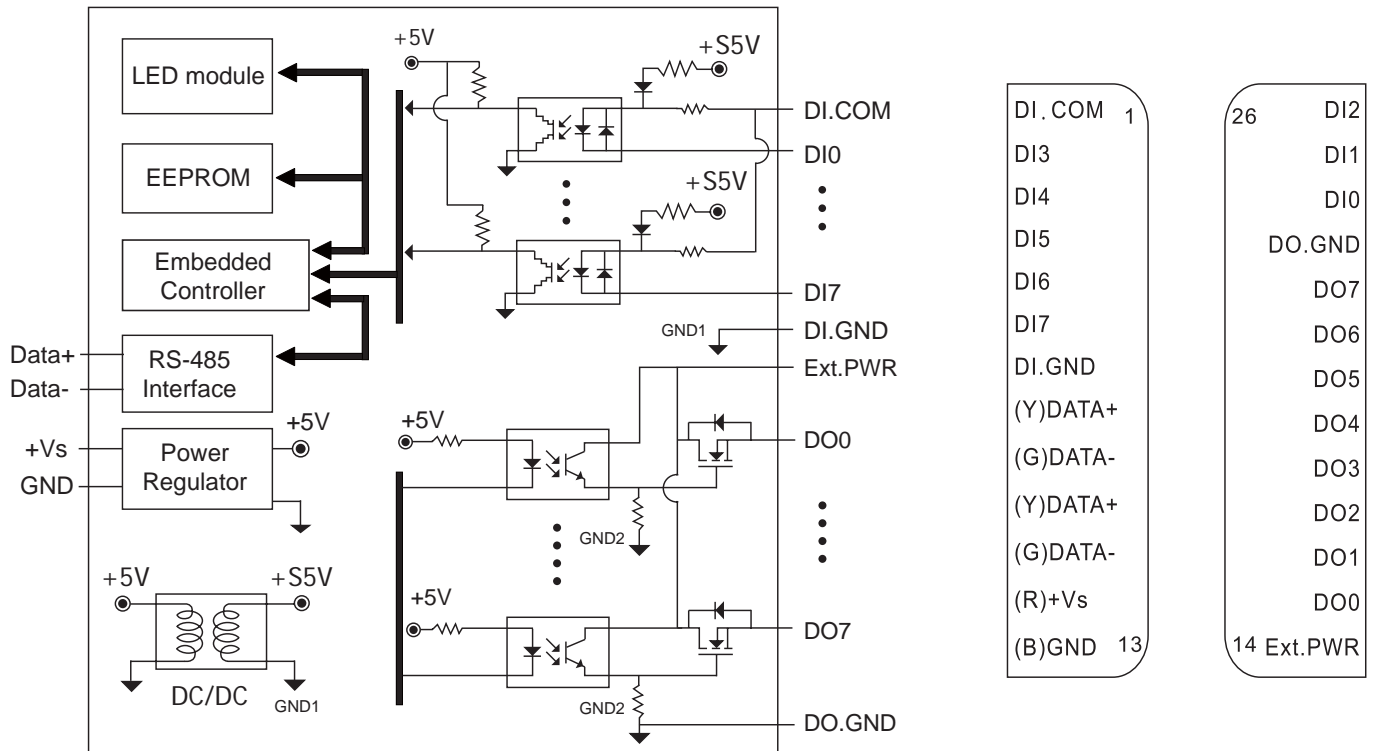 +5V
+S5V
LED module
DI.COM
DI0
EEPROM
+S5V
Embedded
Controller
DI7
GND1
DI.GND
Data+
Data-
RS-485
Interface
Ext.PWR
+Vs
GND
Power
Regulator
+5V
+5V
DO0
GND2
+5V
+S5V
DC/DC
GND1
+5V
DO7
GND2
DO.GND
DI.COM 1
DI3
DI4
DI5
DI6
DI7
DI.GND
(Y)DATA+
(G)DATA-
(Y)DATA+
(G)DATA-
(R)+Vs
(B)GND 13
26 DI2
DI1
DI0
DO.GND
DO7
DO6
DO5
DO4
DO3
DO2
DO1
DO0
14 Ext.PWR